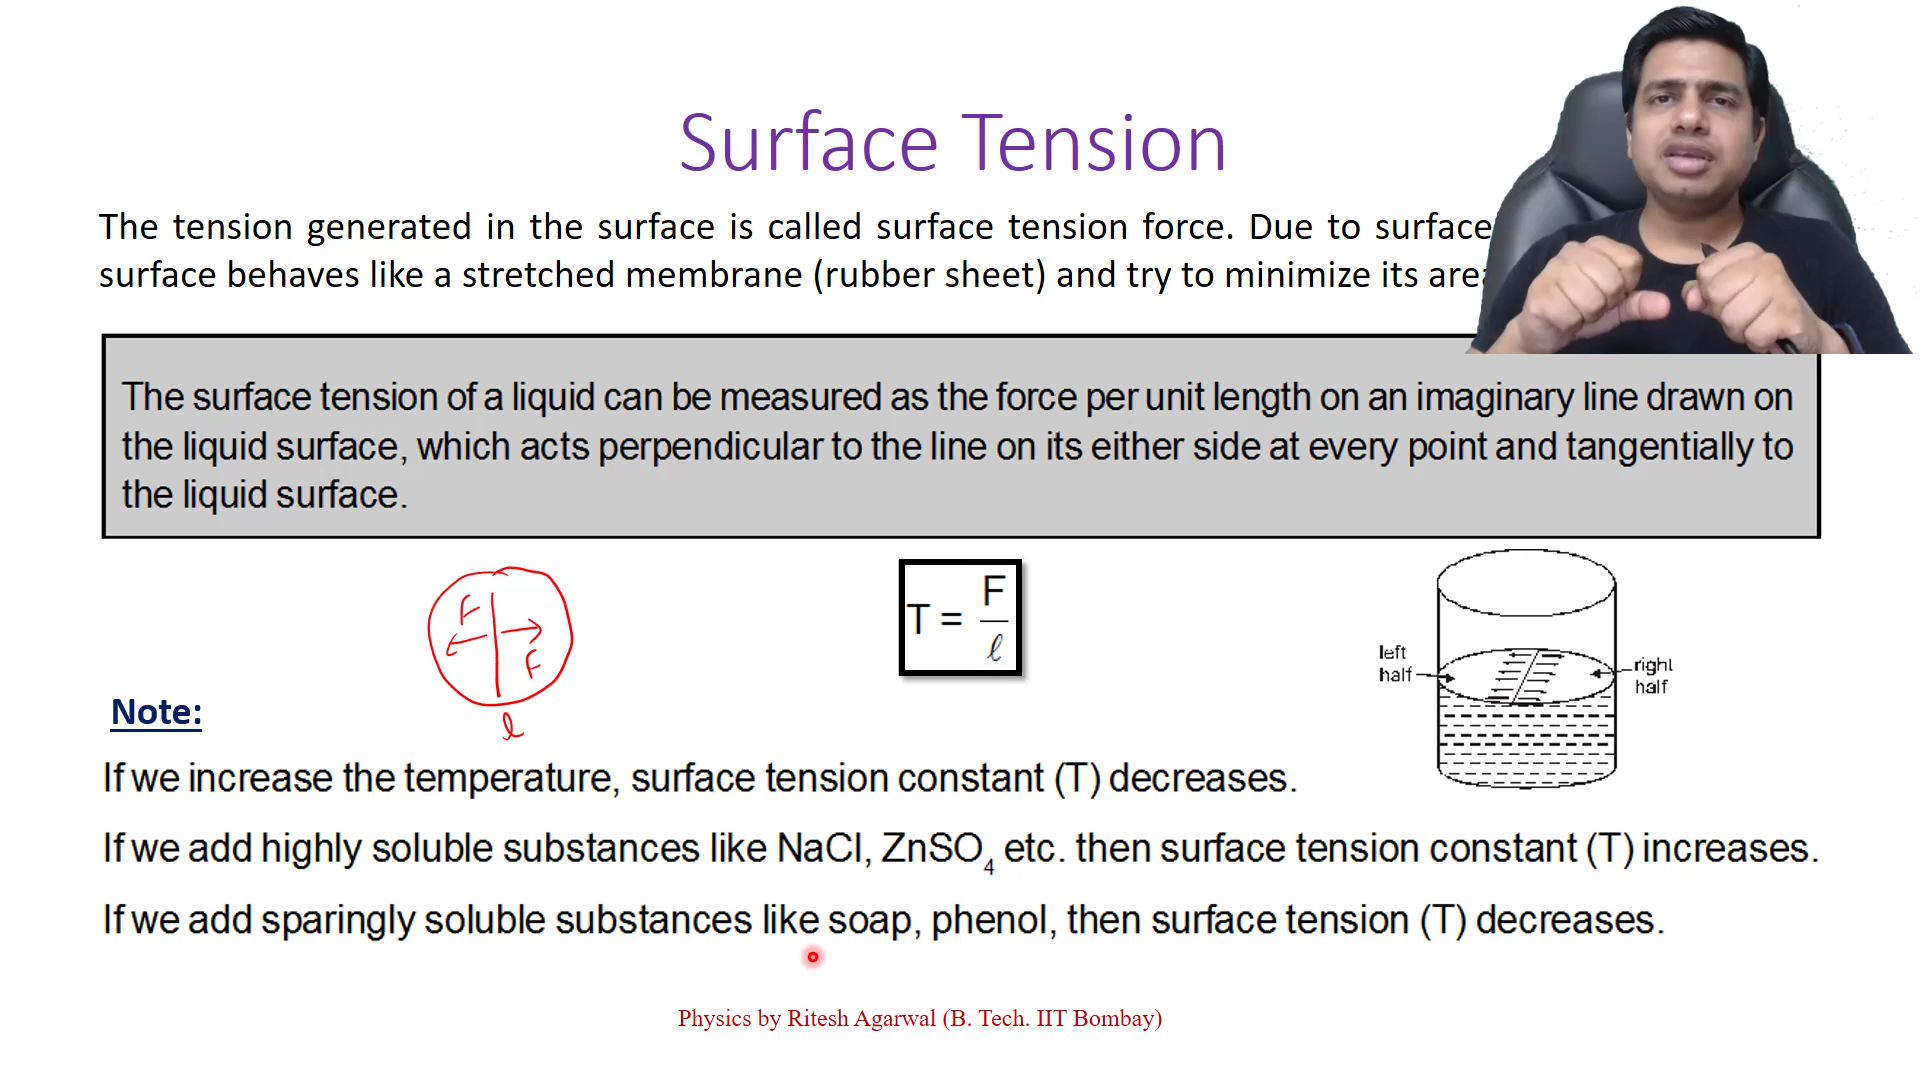 Surface Tension
The tension generated in the surface is called surface tension force. Due to surface
surface behaves like a stretched membrane (rubber sheet) and try to minimize its area
The surface tension of a liquid can be measured as the force per unit length on an imaginary line drawn on
the liquid surface, which acts perpendicular to the line on its either side at every point and tangentially to
the liquid surface.
F
F
l
T = F/ℓ
left
half
right
half
Note:
If we increase the temperature, surface tension constant (T) decreases.
If we add highly soluble substances like NaCl, ZnSO₄ etc. then surface tension constant (T) increases.
If we add sparingly soluble substances like soap, phenol, then surface tension (T) decreases.
Physics by Ritesh Agarwal (B. Tech. IIT Bombay)